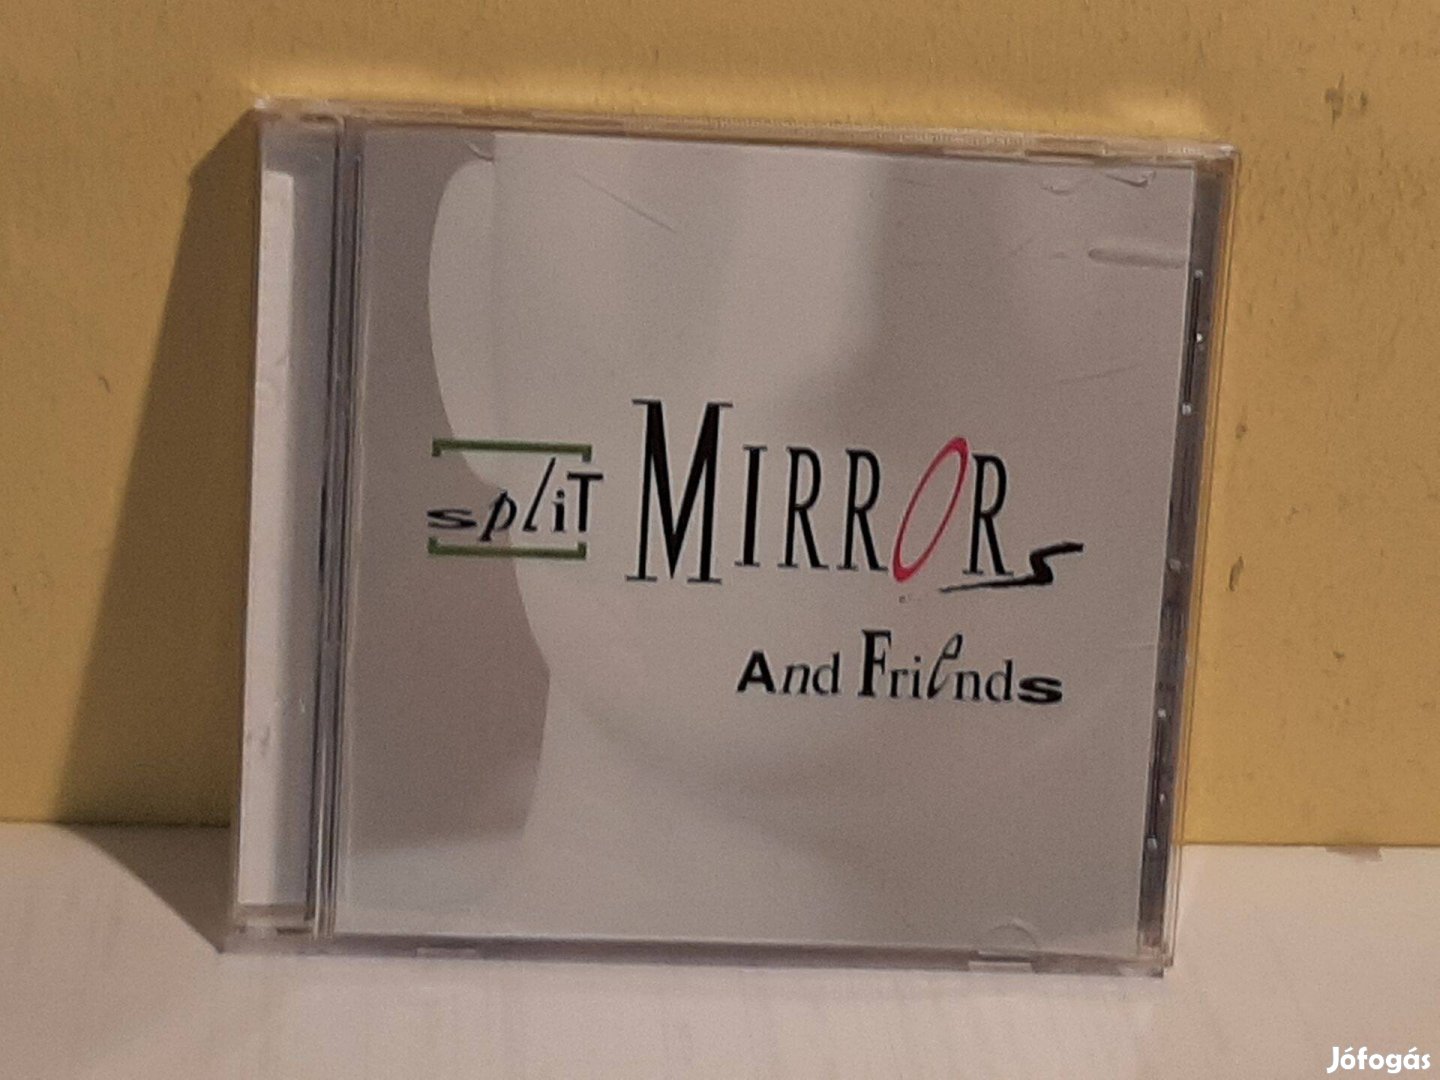 spliT MIRRORs
And Friends
Jófogás